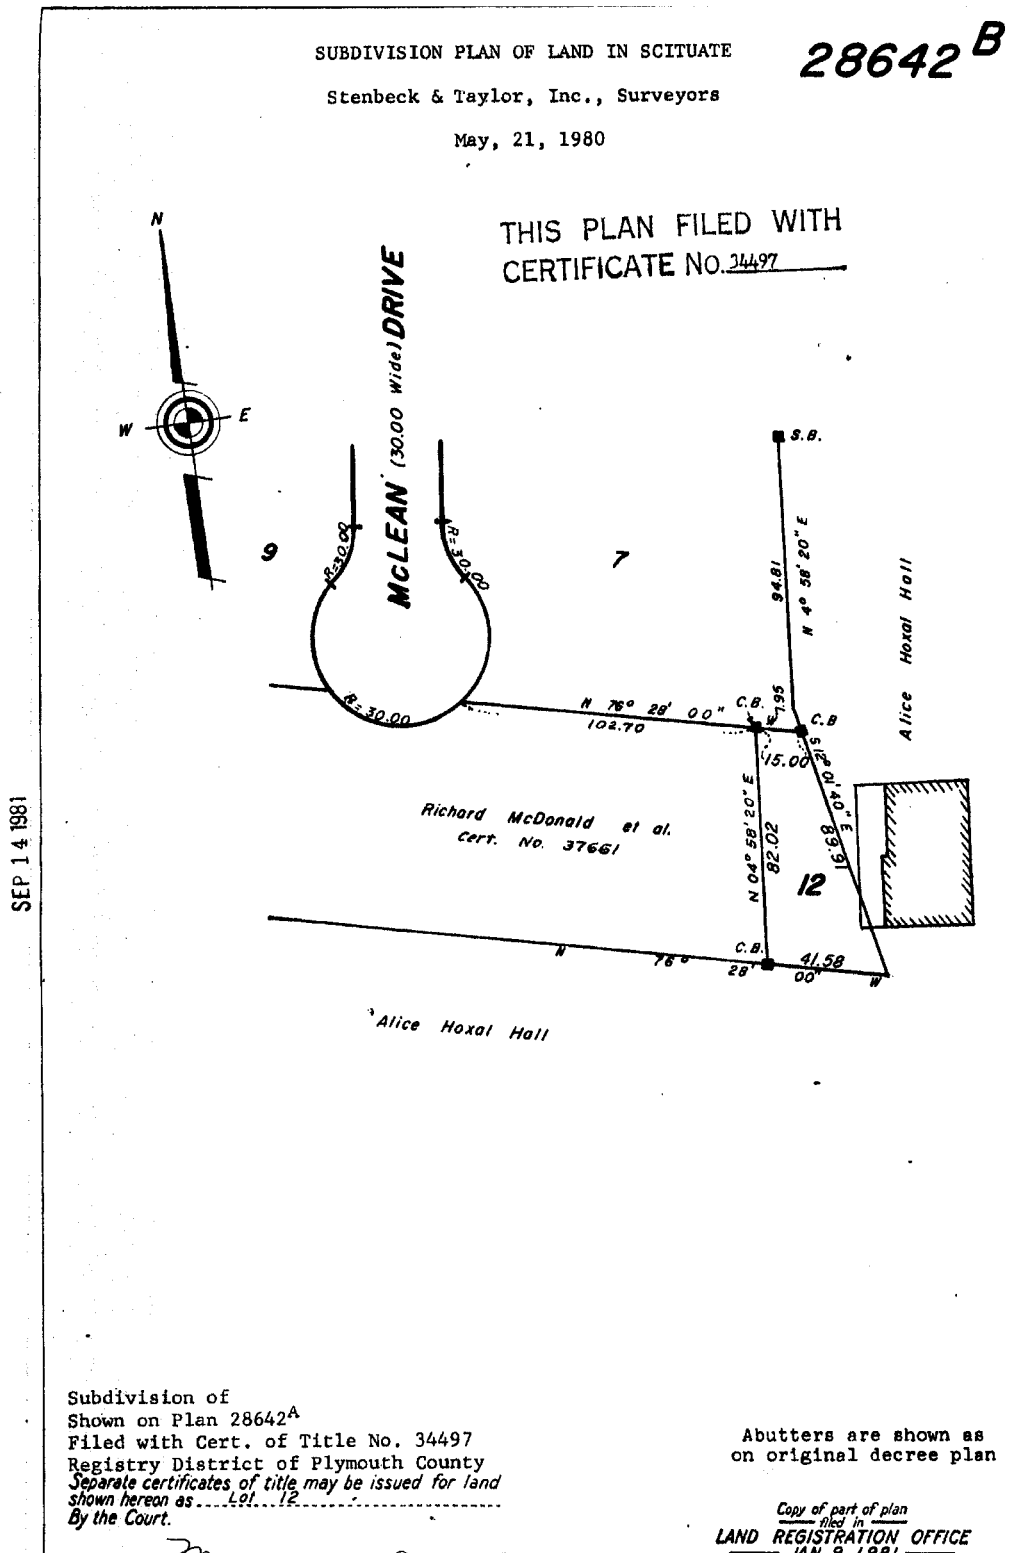 SUBDIVISION PLAN OF LAND IN SCITUATE
28642 B
Stenbeck & Taylor, Inc., Surveyors
May, 21, 1980
THIS PLAN FILED WITH
CERTIFICATE No. 34497
N
W
E
McLEAN (30.00 Wide) DRIVE
S.B.
9
R=30.00
R=30.00
7
94.81
N 4° 58' 20" E
Alice Hoxal Hall
R=30.00
N 76° 28' 00" W
102.70
C.B.
7.95
C.B
15.00
S 12° 01' 40" E
89.91
Richard McDonald et al.
Cert. No. 37661
N 04° 58' 20" E
82.02
12
SEP 14 1981
C.B.
41.58
N 76° 28' 00" W
Alice Hoxal Hall
Subdivision of
Shown on Plan 28642A
Filed with Cert. of Title No. 34497
Registry District of Plymouth County
Separate certificates of title may be issued for land
shown hereon as....Lot 12
By the Court.
Abutters are shown as
on original decree plan
Copy of part of plan
filed in
LAND REGISTRATION OFFICE